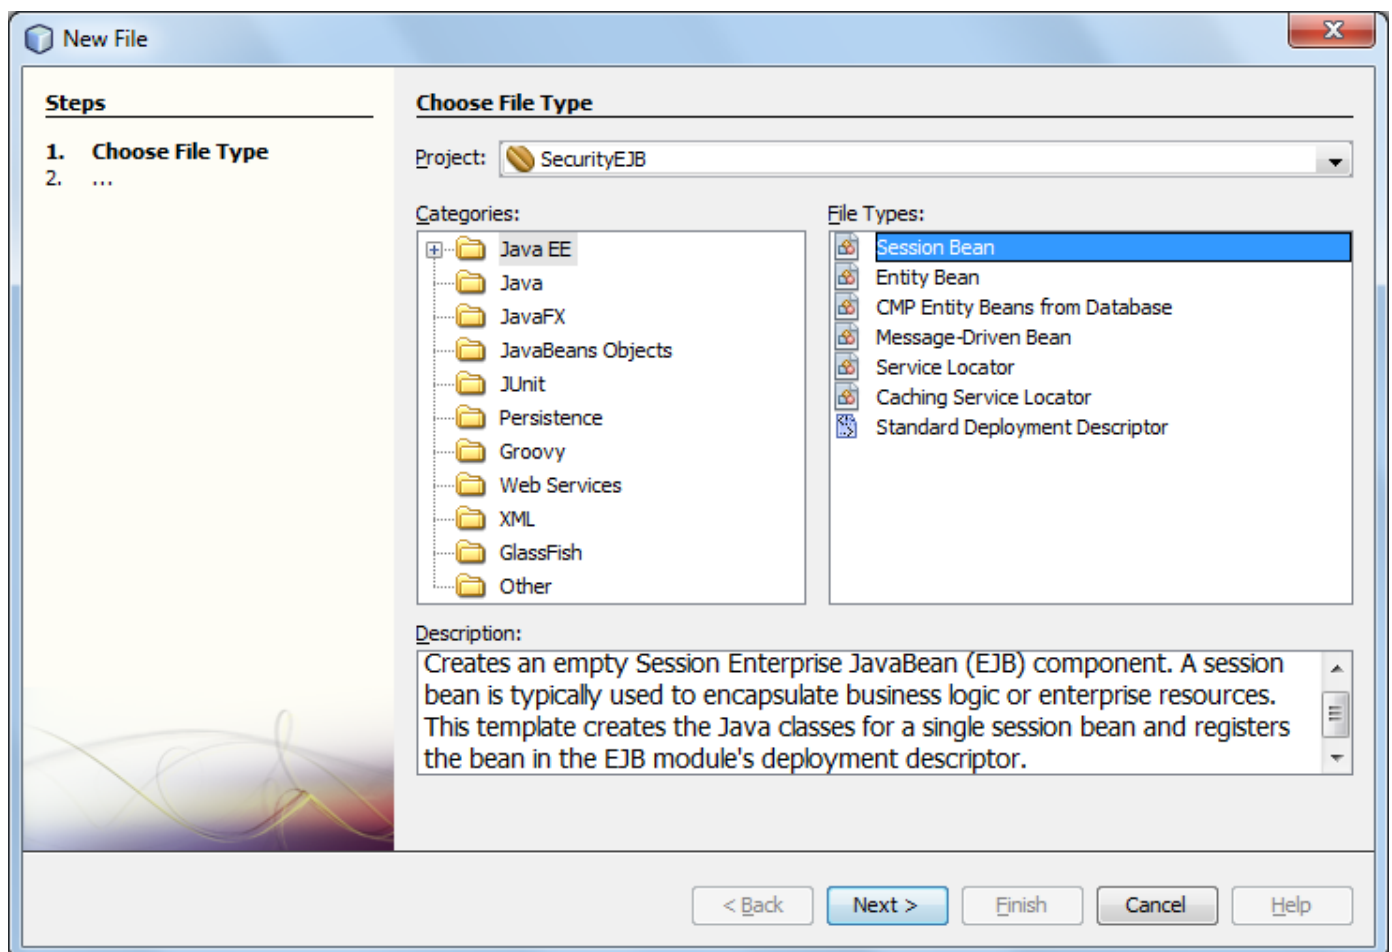 New File
Steps
1. Choose File Type
2. ...
Choose File Type
Project: SecurityEJB
Categories:
Java EE
Java
JavaFX
JavaBeans Objects
JUnit
Persistence
Groovy
Web Services
XML
GlassFish
Other
File Types:
Session Bean
Entity Bean
CMP Entity Beans from Database
Message-Driven Bean
Service Locator
Caching Service Locator
Standard Deployment Descriptor
Description:
Creates an empty Session Enterprise JavaBean (EJB) component. A session
bean is typically used to encapsulate business logic or enterprise resources.
This template creates the Java classes for a single session bean and registers
the bean in the EJB module's deployment descriptor.
< Back Next > Finish Cancel Help